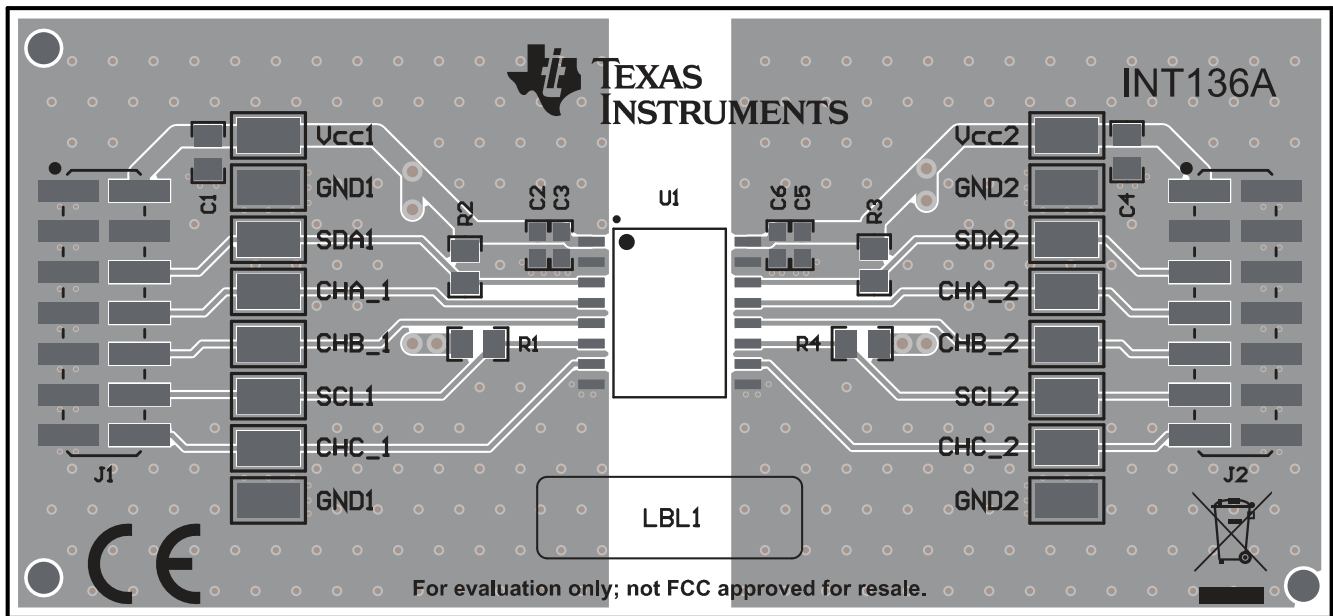 TEXAS
INSTRUMENTS
INT136A
Vcc1
GND1
SDA1
CHA_1
CHB_1
SCL1
CHC_1
GND1
C1
J1
R2
C2
C3
R1
U1
C6
C5
R3
R4
Vcc2
GND2
SDA2
CHA_2
CHB_2
SCL2
CHC_2
GND2
C4
J2
LBL1
CE
For evaluation only; not FCC approved for resale.